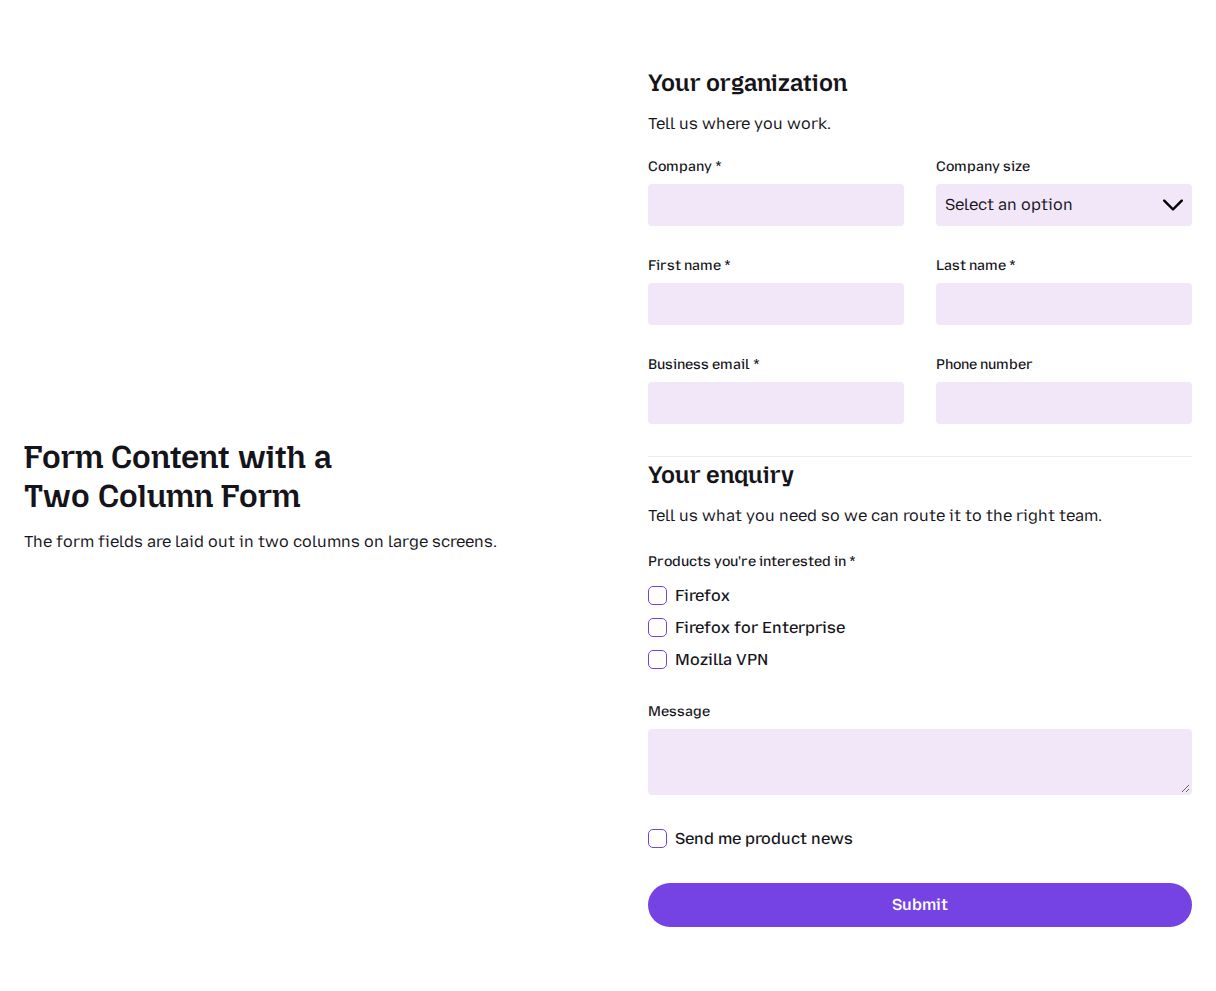 Form Content with a
Two Column Form
The form fields are laid out in two columns on large screens.
Your organization
Tell us where you work.
Company *
Company size
Select an option
First name *
Last name *
Business email *
Phone number
Your enquiry
Tell us what you need so we can route it to the right team.
Products you're interested in *
Firefox
Firefox for Enterprise
Mozilla VPN
Message
Send me product news
Submit